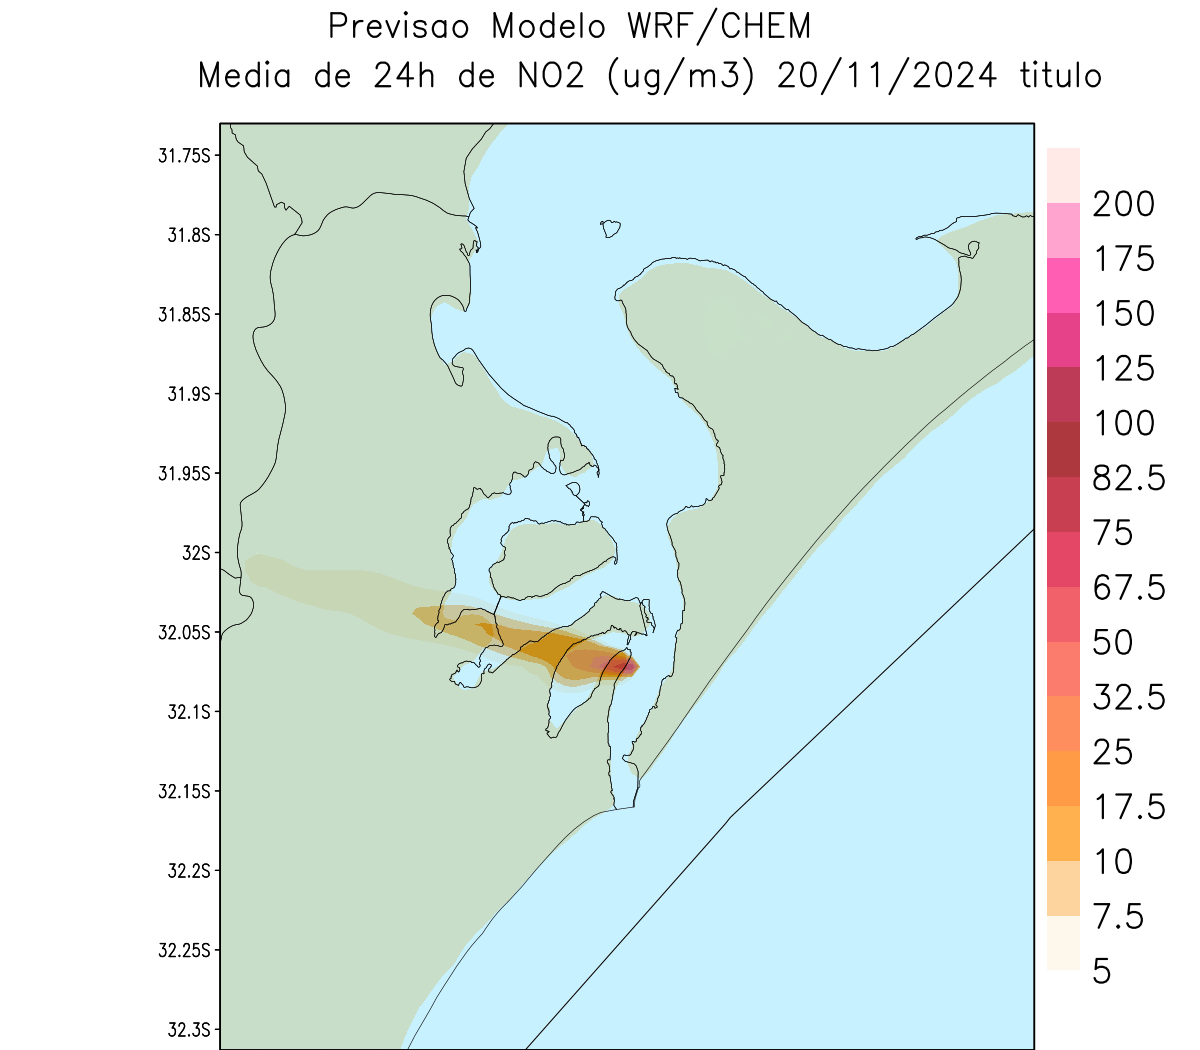 Previsao Modelo WRF/CHEM
Media de 24h de NO2 (ug/m3) 20/11/2024 titulo
31.75S
31.8S
31.85S
31.9S
31.95S
32S
32.05S
32.1S
32.15S
32.2S
32.25S
32.3S
200
175
150
125
100
82.5
75
67.5
50
32.5
25
17.5
10
7.5
5